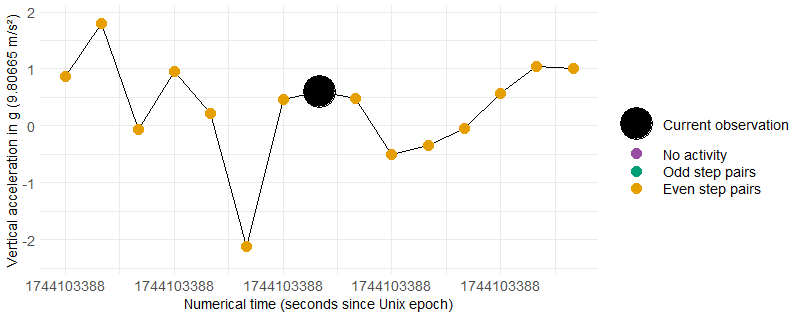 Vertical acceleration in g (9.80665 m/s²)
2
1
0
-1
-2
1744103388 1744103388 1744103388 1744103388 1744103388
Numerical time (seconds since Unix epoch)
Current observation
No activity
Odd step pairs
Even step pairs